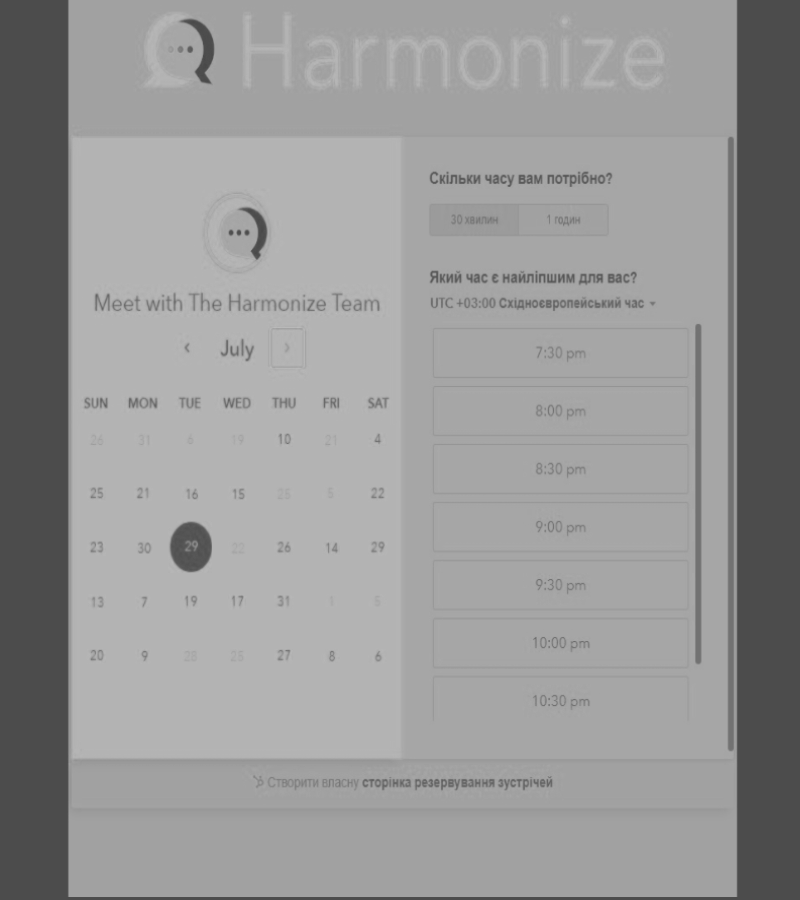 Harmonize
Meet with The Harmonize Team
July
SUN MON TUE WED THU FRI SAT
26 31 6 19 10 21 4
25 21 16 15 25 5 22
23 30 29 22 26 14 29
13 7 19 17 31 1 5
20 9 25 27 8 6
Скільки часу вам потрібно?
30 хвилин 1 годин
Який час є найліпшим для вас?
UTC +03:00 Східноєвропейський час
7:30 pm
8:00 pm
8:30 pm
9:00 pm
9:30 pm
10:00 pm
10:30 pm
Створити власну сторінка резервування зустрічей